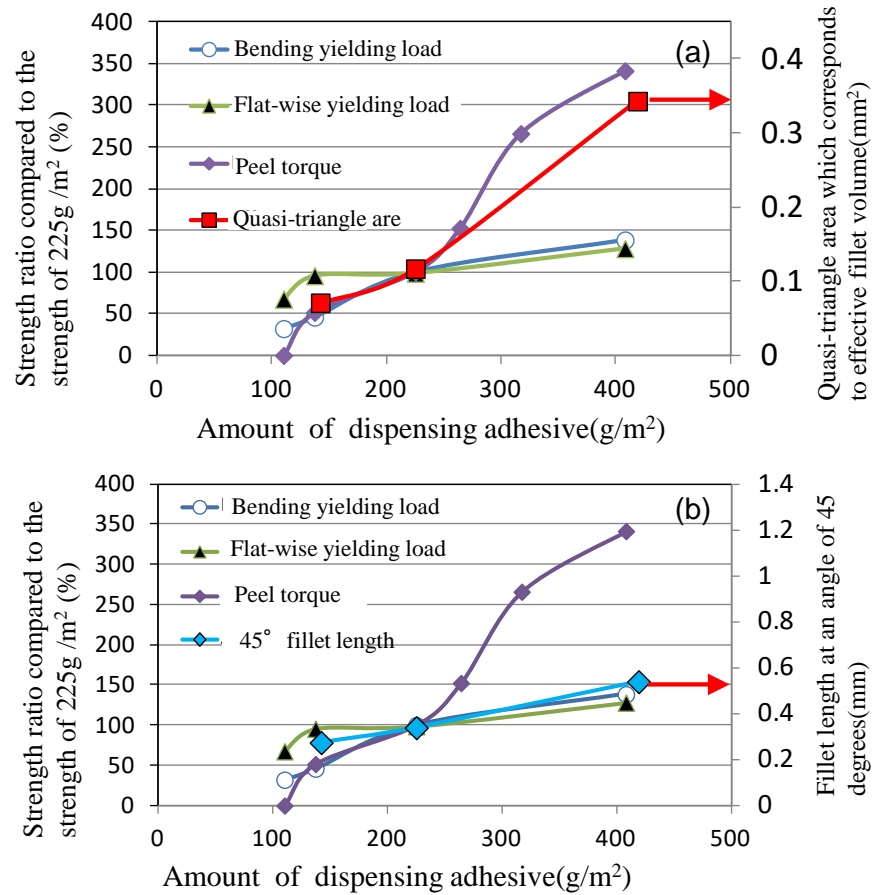 400
350
300
250
200
150
100
50
0
Strength ratio compared to the
strength of 225g /m² (%)
(a)
Bending yielding load
Flat-wise yielding load
Peel torque
Quasi-triangle are
0.4
0.3
0.2
0.1
0
Quasi-triangle area which corresponds
to effective fillet volume(mm²)
0 100 200 300 400 500
Amount of dispensing adhesive(g/m²)
400
350
300
250
200
150
100
50
0
Strength ratio compared to the
strength of 225g /m² (%)
(b)
Bending yielding load
Flat-wise yielding load
Peel torque
45° fillet length
1.4
1.2
1
0.8
0.6
0.4
0.2
0
Fillet length at an angle of 45
degrees(mm)
0 100 200 300 400 500
Amount of dispensing adhesive(g/m²)